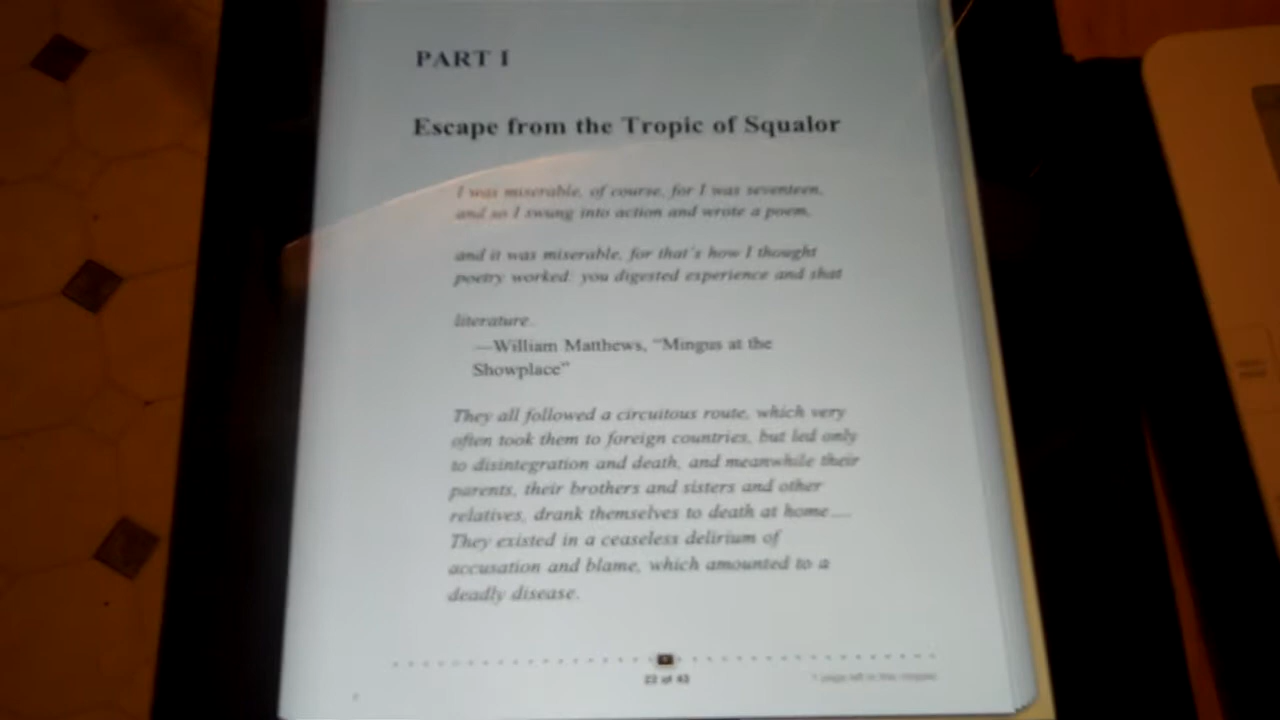 PART I
Escape from the Tropic of Squalor
I was miserable, of course, for I was seventeen,
and so I swung into action and wrote a poem,
and it was miserable, for that's how I thought
poetry worked: you digested experience and shat
literature.
—William Matthews, “Mingus at the
Showplace”
They all followed a circuitous route, which very
often took them to foreign countries, but led only
to disintegration and death, and meanwhile their
parents, their brothers and sisters and other
relatives, drank themselves to death at home....
They existed in a ceaseless delirium of
accusation and blame, which amounted to a
deadly disease.
of 43
page left in this chapter